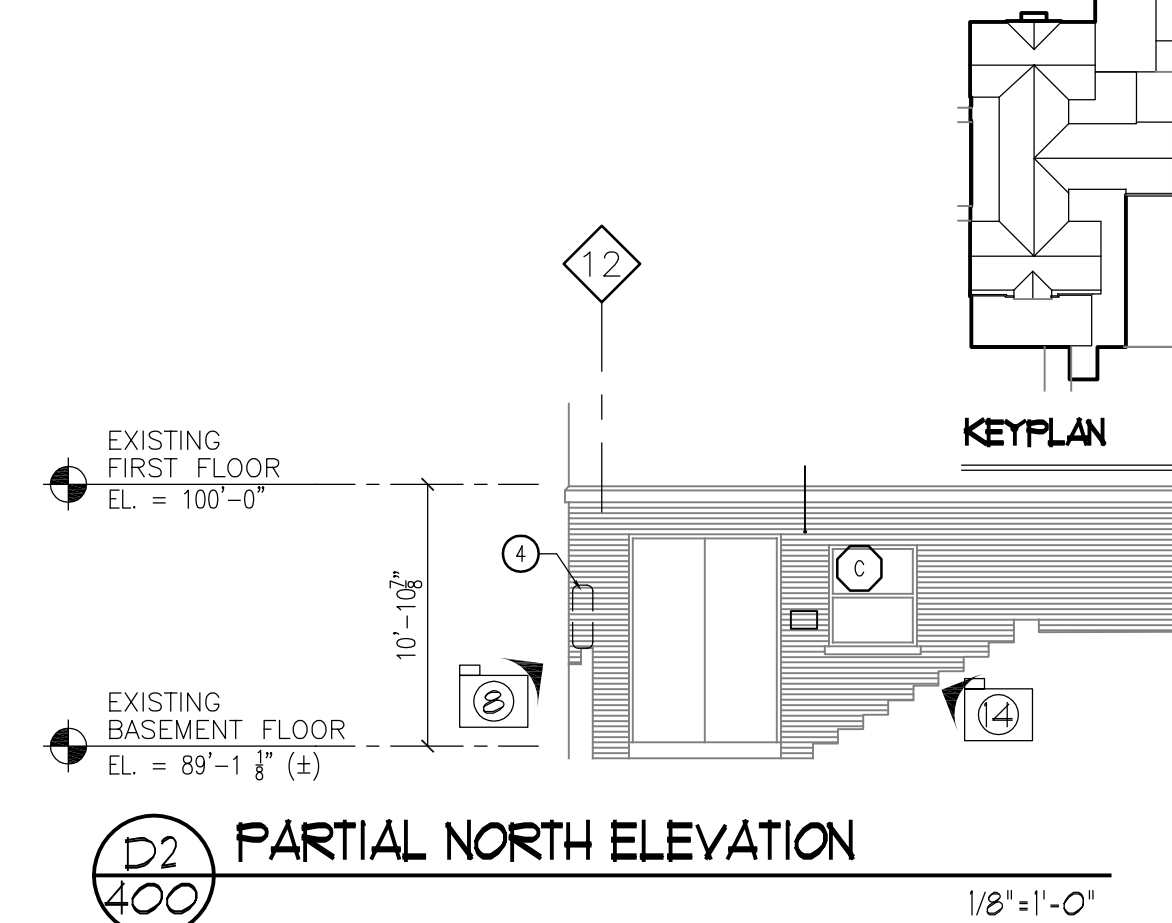 12
KEYPLAN
EXISTING
FIRST FLOOR
EL. = 100'-0"
4
C
10'-10⅞"
8
14
EXISTING
BASEMENT FLOOR
EL. = 89'-1 ⅛" (±)
D2
400
PARTIAL NORTH ELEVATION
1/8"=1'-0"